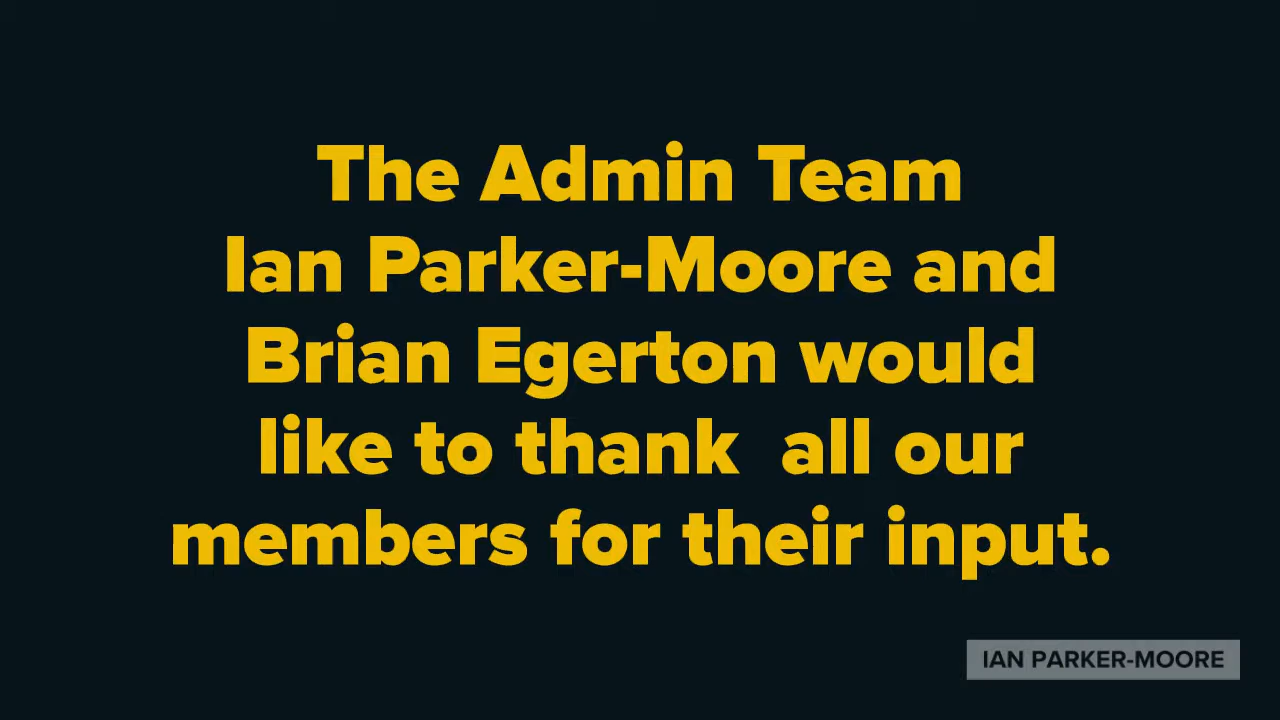 The Admin Team
Ian Parker-Moore and
Brian Egerton would
like to thank  all our
members for their input.
IAN PARKER-MOORE